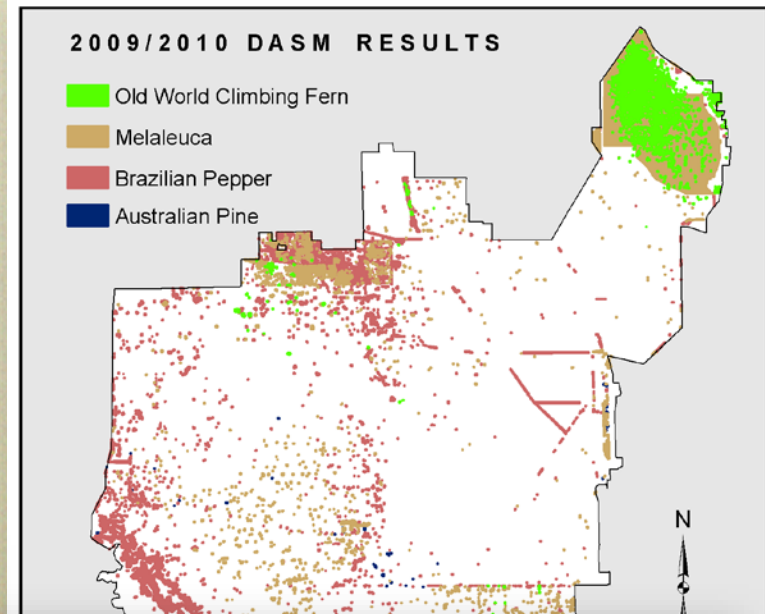 2009/2010 DASM RESULTS
Old World Climbing Fern
Melaleuca
Brazilian Pepper
Australian Pine
N